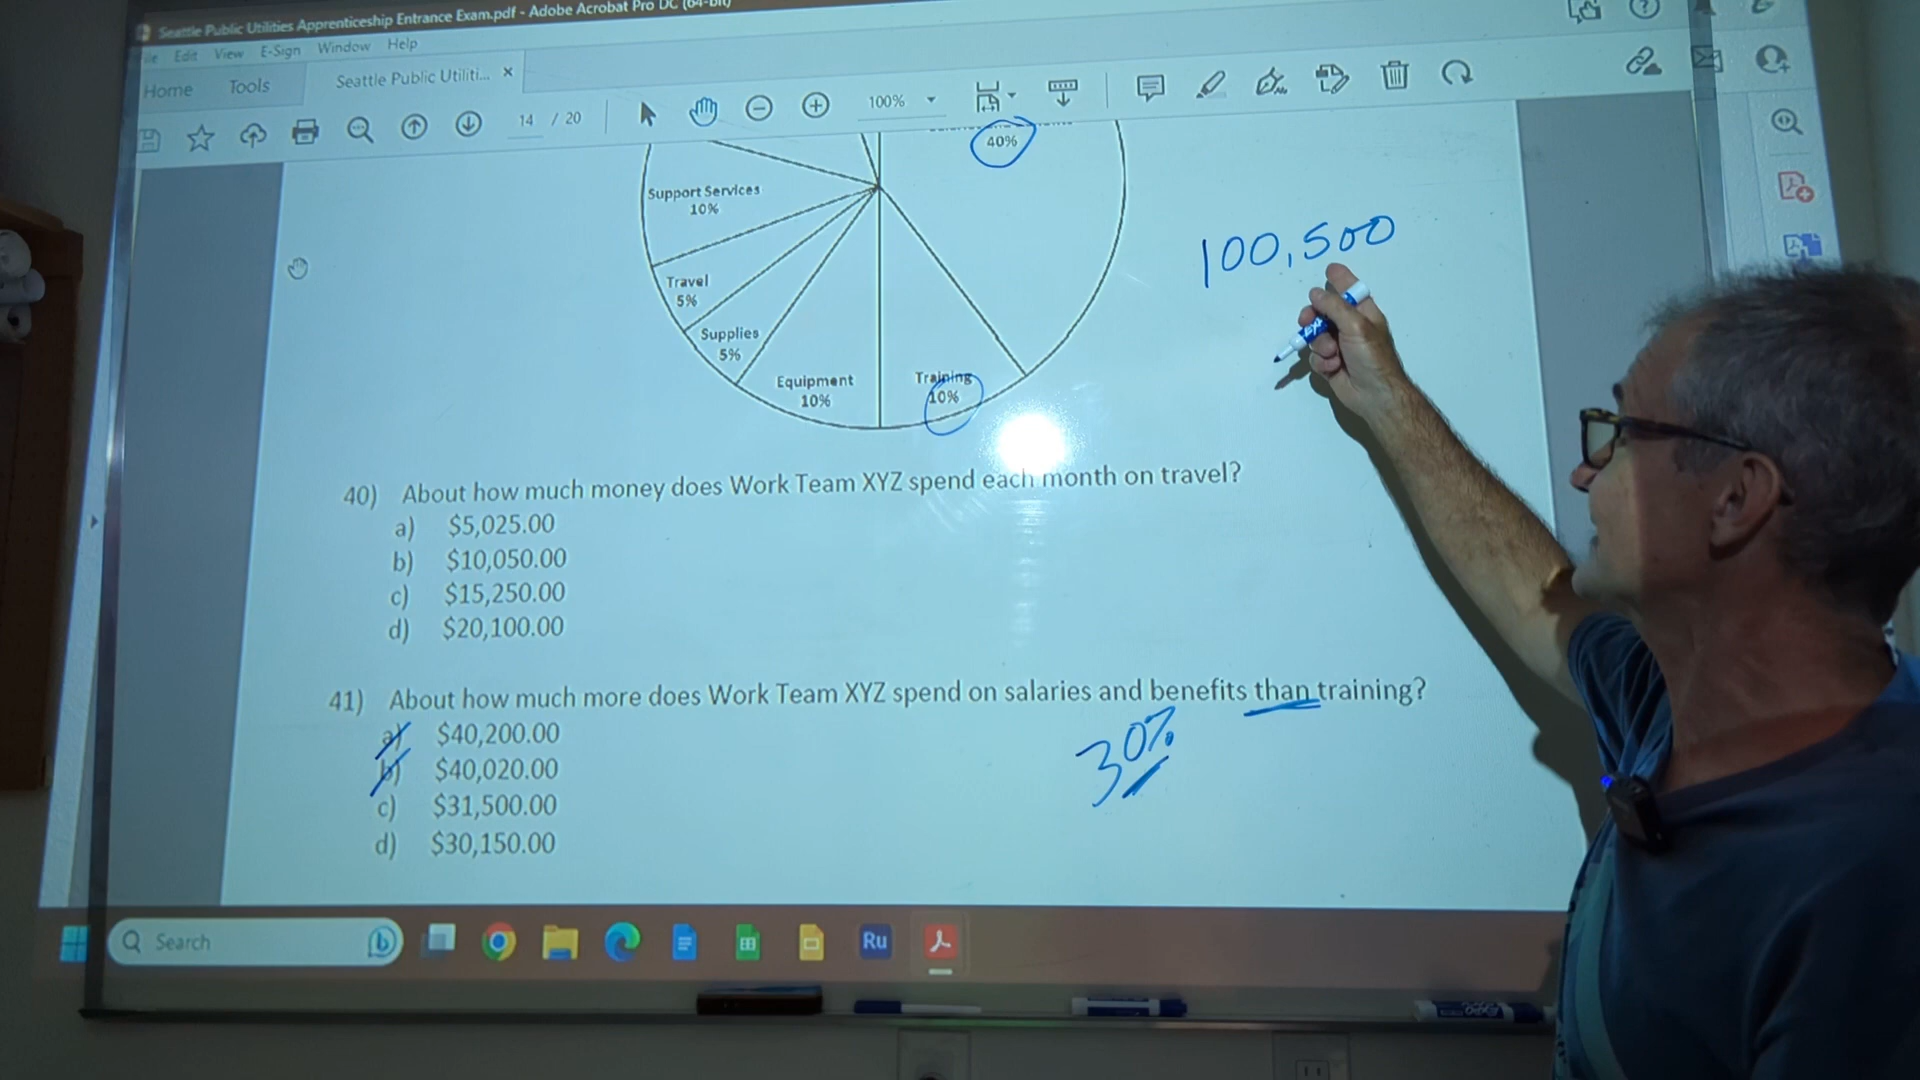 Seattle Public Utilities Apprenticeship Entrance Exam.pdf - Adobe Acrobat Pro DC (64-bit)
File Edit View E-Sign Window Help
Home Tools Seattle Public Utiliti... ×
14 / 20 100%
40%
Support Services
10%
100,500
Travel
5%
Supplies
5%
Equipment
10%
Training
10%
40) About how much money does Work Team XYZ spend each month on travel?
a) $5,025.00
b) $10,050.00
c) $15,250.00
d) $20,100.00
41) About how much more does Work Team XYZ spend on salaries and benefits than training?
30%
a) $40,200.00
b) $40,020.00
c) $31,500.00
d) $30,150.00
Search
Ru